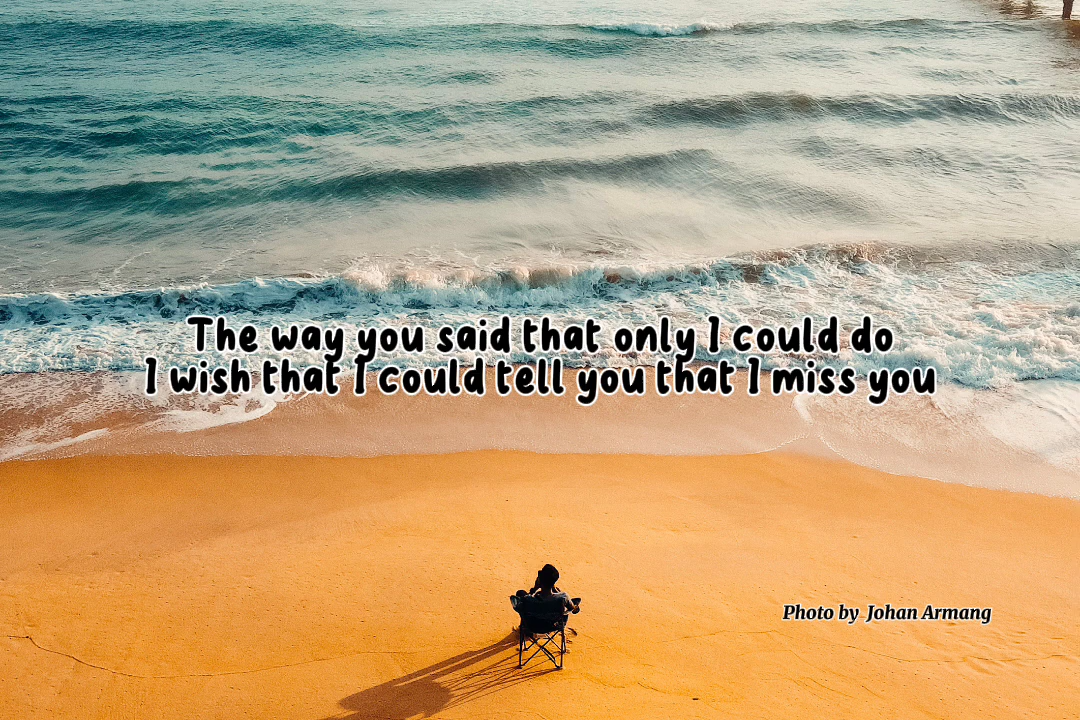 The way you said that only I could do
I wish that I could tell you that I miss you
Photo by Johan Armang